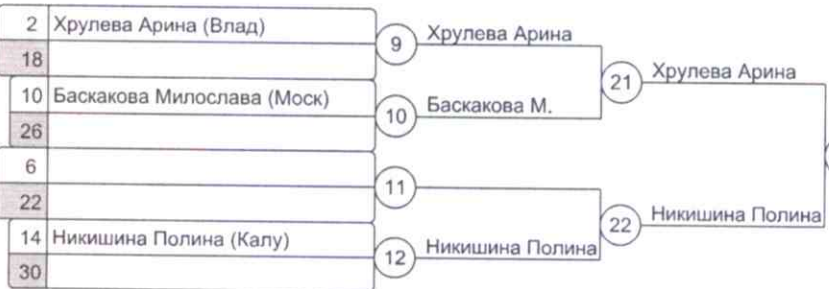 2 Хрулева Арина (Влад)
18
9 Хрулева Арина
10 Баскакова Милослава (Моск)
26
10 Баскакова М.
21 Хрулева Арина
6
22
11
14 Никишина Полина (Калу)
30
12 Никишина Полина
22 Никишина Полина